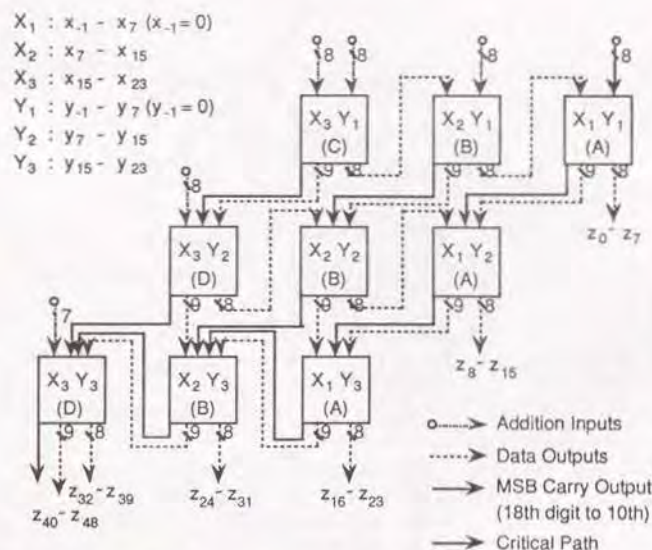 X1 : x-1 - x7 (x-1 = 0)
X2 : x7 - x15
X3 : x15 - x23
Y1 : y-1 - y7 (y-1 = 0)
Y2 : y7 - y15
Y3 : y15 - y23
8 8 8 8
X3 Y1 X2 Y1 X1 Y1
(C) (B) (A)
9 8 9 8 9 8
8
z0 - z7
X3 Y2 X2 Y2 X1 Y2
(D) (B) (A)
9 8 9 8 9 8
7
z8 - z15
X3 Y3 X2 Y3 X1 Y3
(D) (B) (A)
9 8 9 8 9 8
z32 - z39 z24 - z31 z16 - z23
z40 - z48
Addition Inputs
Data Outputs
MSB Carry Output
(18th digit to 10th)
Critical Path